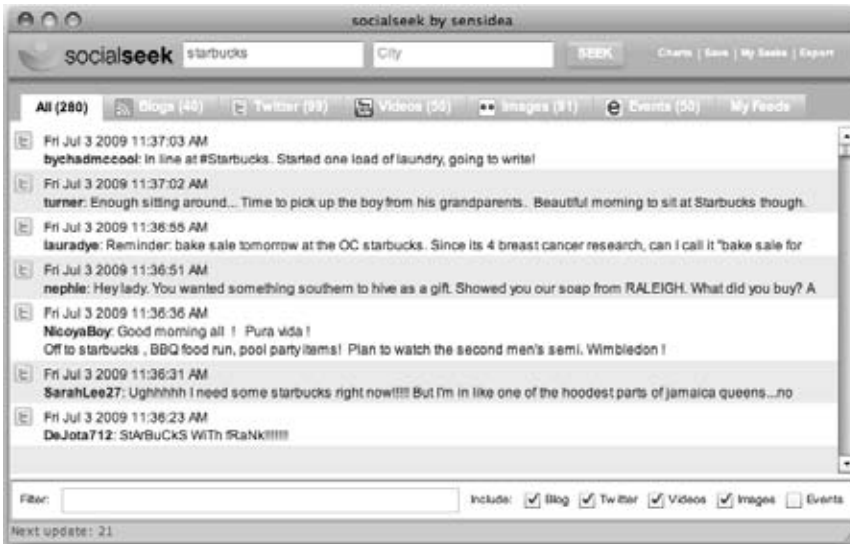 socialseek by sensidea
socialseek starbucks City SEEK Charts | Save | My Seeks | Export
All (280) Blogs (40) Twitter (99) Videos (50) Images (91) Events (50) My Feeds
Fri Jul 3 2009 11:37:03 AM
bychadmccool: In line at #Starbucks. Started one load of laundry, going to write!
Fri Jul 3 2009 11:37:02 AM
turner: Enough sitting around... Time to pick up the boy from his grandparents. Beautiful morning to sit at Starbucks though.
Fri Jul 3 2009 11:36:55 AM
lauradye: Reminder: bake sale tomorrow at the OC starbucks. Since its 4 breast cancer research, can I call it "bake sale for
Fri Jul 3 2009 11:36:51 AM
nephie: Hey lady. You wanted something southern to hive as a gift. Showed you our soap from RALEIGH. What did you buy? A
Fri Jul 3 2009 11:36:36 AM
NicoyaBoy: Good morning all ! Pura vida !
Off to starbucks , BBQ food run, pool party items! Plan to watch the second men's semi. Wimbledon !
Fri Jul 3 2009 11:36:31 AM
SarahLee27: Ughhhhh I need some starbucks right now!!!!! But I'm in like one of the hoodest parts of jamaica queens...no
Fri Jul 3 2009 11:36:23 AM
DeJota712: StArBuCkS WiTh fRaNk!!!!!!
Filter: Include: Blog Twitter Videos Images Events
Next update: 21